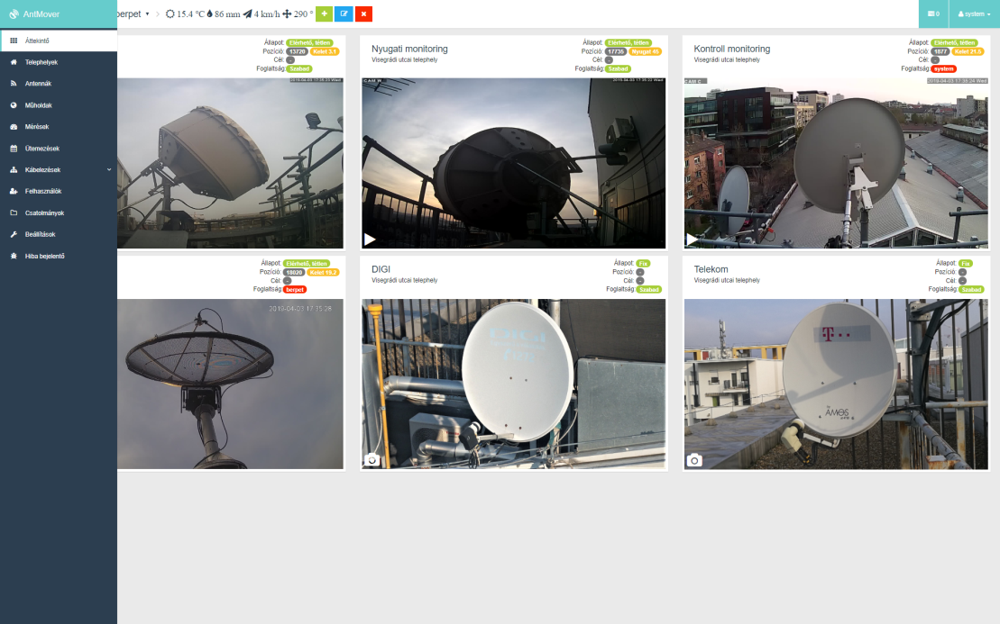 AntMover
berpet
15.4 °C 86 mm 4 km/h 290 °
0
system
Áttekintő
Telephelyek
Antennák
Műholdak
Mérések
Ütemezések
Kábelezések
Felhasználók
Csatolmányok
Beállítások
Hiba bejelentő
Állapot: Elérhető, tétlen
Pozíció: 13720 Kelet 3.1
Cél: -
Foglaltság: Szabad
2019-04-03 17:35:23 Wed
Nyugati monitoring
Visegrádi utcai telephely
Állapot: Elérhető, tétlen
Pozíció: 17735 Nyugat 45
Cél: -
Foglaltság: Szabad
CAM W
2019-04-03 17:35:22 Wed
Kontroll monitoring
Visegrádi utcai telephely
Állapot: Elérhető, tétlen
Pozíció: 1877 Kelet 21.5
Cél: -
Foglaltság: system
CAM C
2019-04-03 17:35:26 Wed
Állapot: Elérhető, tétlen
Pozíció: 18820 Kelet 19.2
Cél: -
Foglaltság: berpet
2019-04-03 17:35:28
DIGI
Visegrádi utcai telephely
Állapot: Fix
Pozíció: -
Cél: -
Foglaltság: Szabad
DIGI
Telekom
Visegrádi utcai telephely
Állapot: Fix
Pozíció: -
Cél: -
Foglaltság: Szabad
T
AMOS